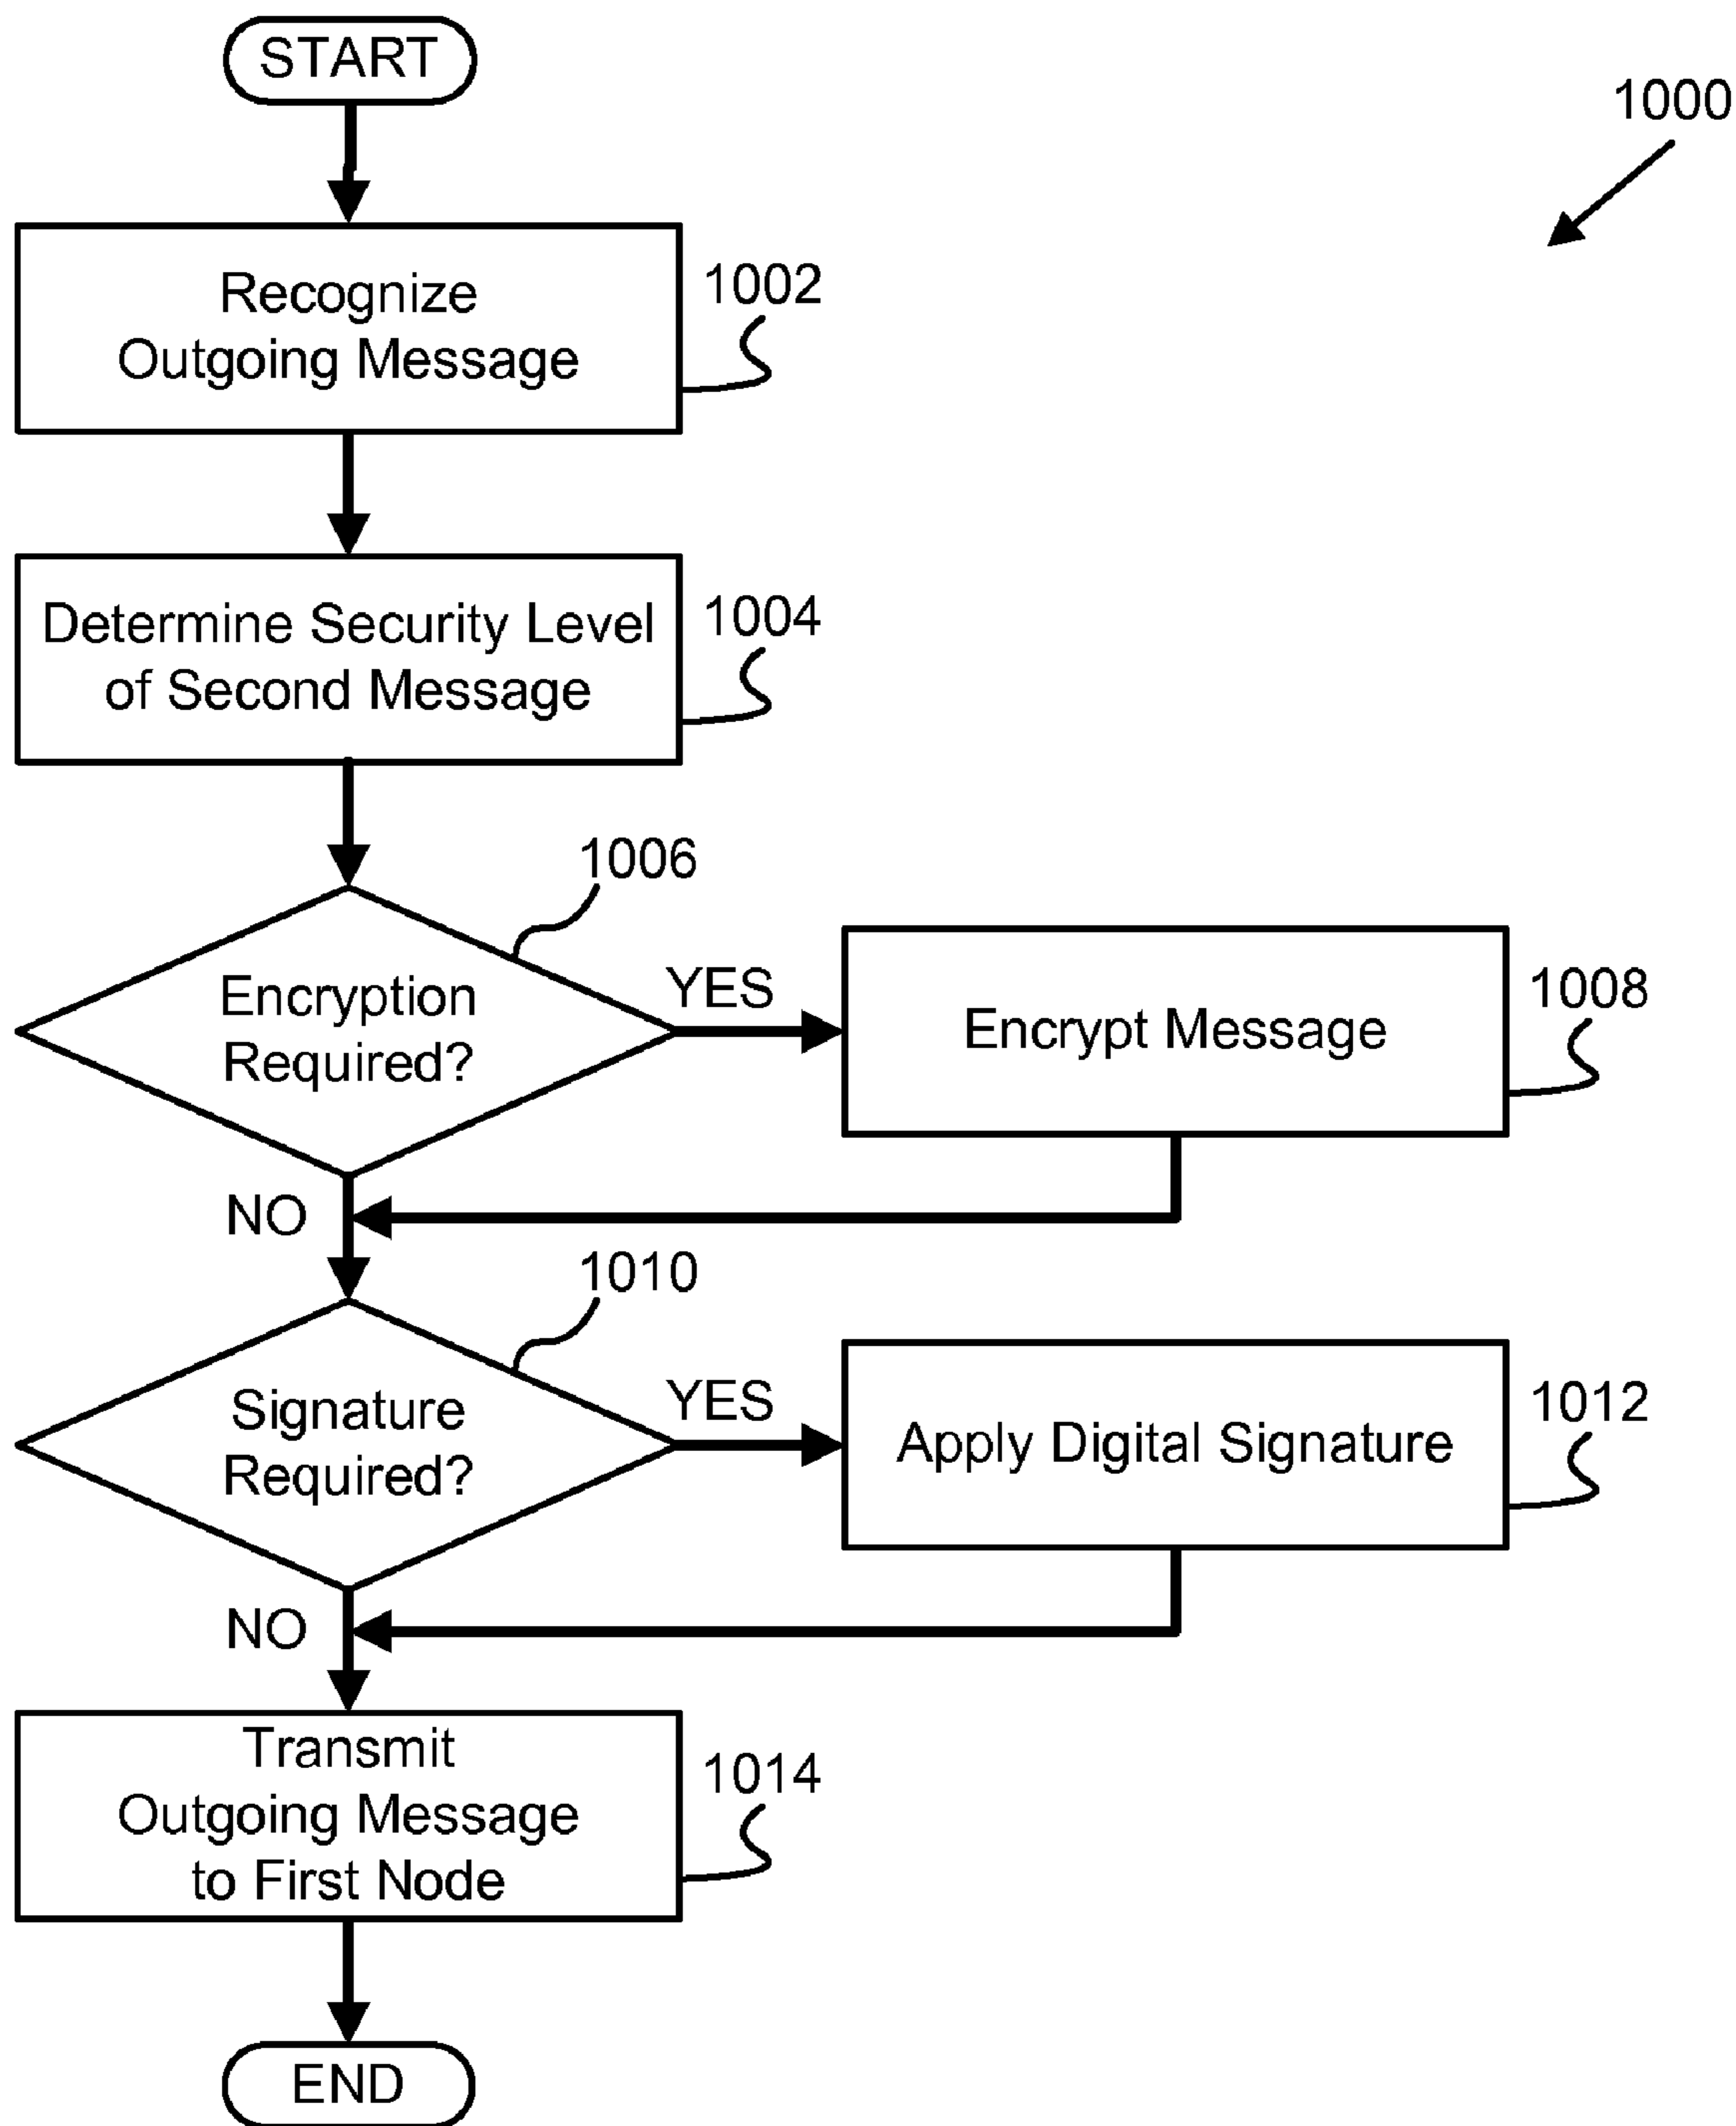 START
1000
Recognize
Outgoing Message
1002
Determine Security Level
of Second Message
1004
1006
Encryption
Required?
YES
Encrypt Message
1008
NO
1010
Signature
Required?
YES
Apply Digital Signature
1012
NO
Transmit
Outgoing Message
to First Node
1014
END